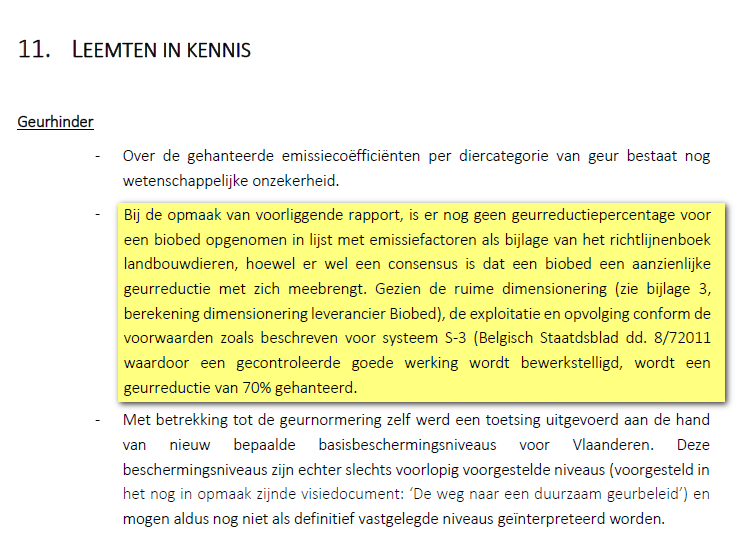 11. LEEMTEN IN KENNIS
Geurhinder
- Over de gehanteerde emissiecoëfficiënten per diercategorie van geur bestaat nog
wetenschappelijke onzekerheid.
- Bij de opmaak van voorliggende rapport, is er nog geen geurreductiepercentage voor
een biobed opgenomen in lijst met emissiefactoren als bijlage van het richtlijnenboek
landbouwdieren, hoewel er wel een consensus is dat een biobed een aanzienlijke
geurreductie met zich meebrengt. Gezien de ruime dimensionering (zie bijlage 3,
berekening dimensionering leverancier Biobed), de exploitatie en opvolging conform de
voorwaarden zoals beschreven voor systeem S-3 (Belgisch Staatdsblad dd. 8/72011
waardoor een gecontroleerde goede werking wordt bewerkstelligd, wordt een
geurreductie van 70% gehanteerd.
- Met betrekking tot de geurnormering zelf werd een toetsing uitgevoerd aan de hand
van nieuw bepaalde basisbeschermingsniveaus voor Vlaanderen. Deze
beschermingsniveaus zijn echter slechts voorlopig voorgestelde niveaus (voorgesteld in
het nog in opmaak zijnde visiedocument: ‘De weg naar een duurzaam geurbeleid’) en
mogen aldus nog niet als definitief vastgelegde niveaus geïnterpreteerd worden.